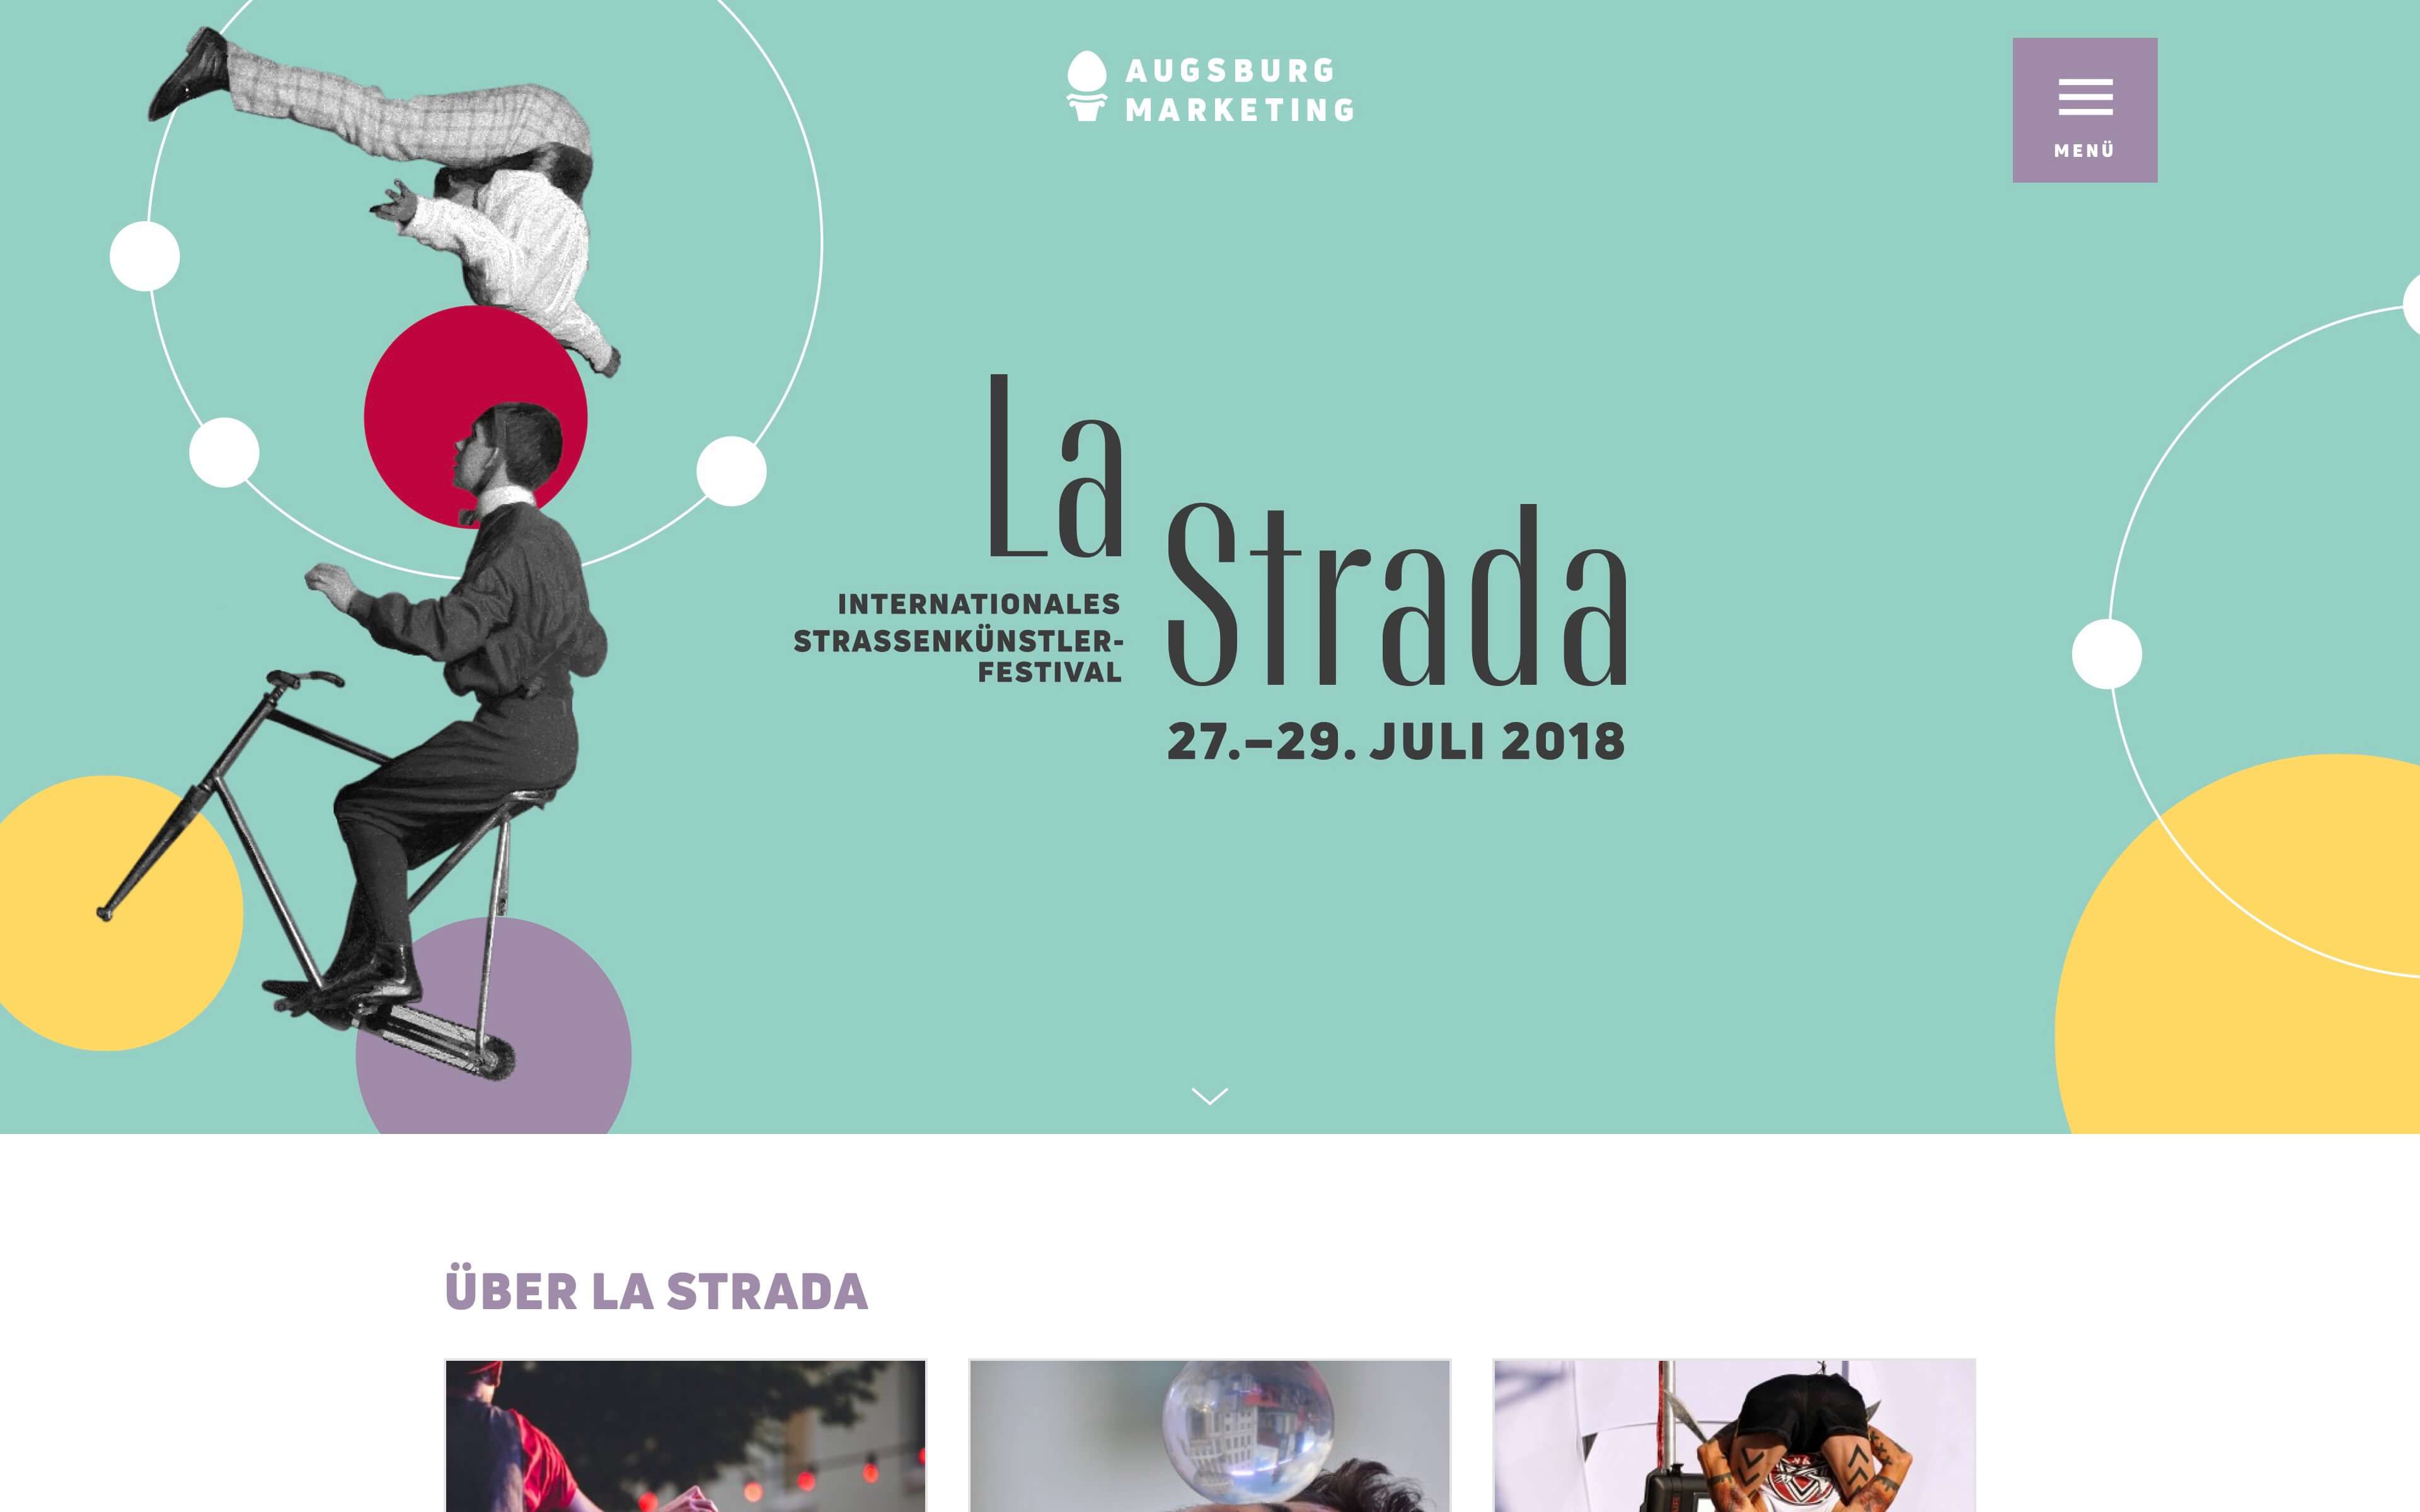 AUGSBURG
MARKETING
MENÜ
La
Strada
INTERNATIONALES
STRASSENKÜNSTLER-
FESTIVAL
27.–29. JULI 2018
ÜBER LA STRADA